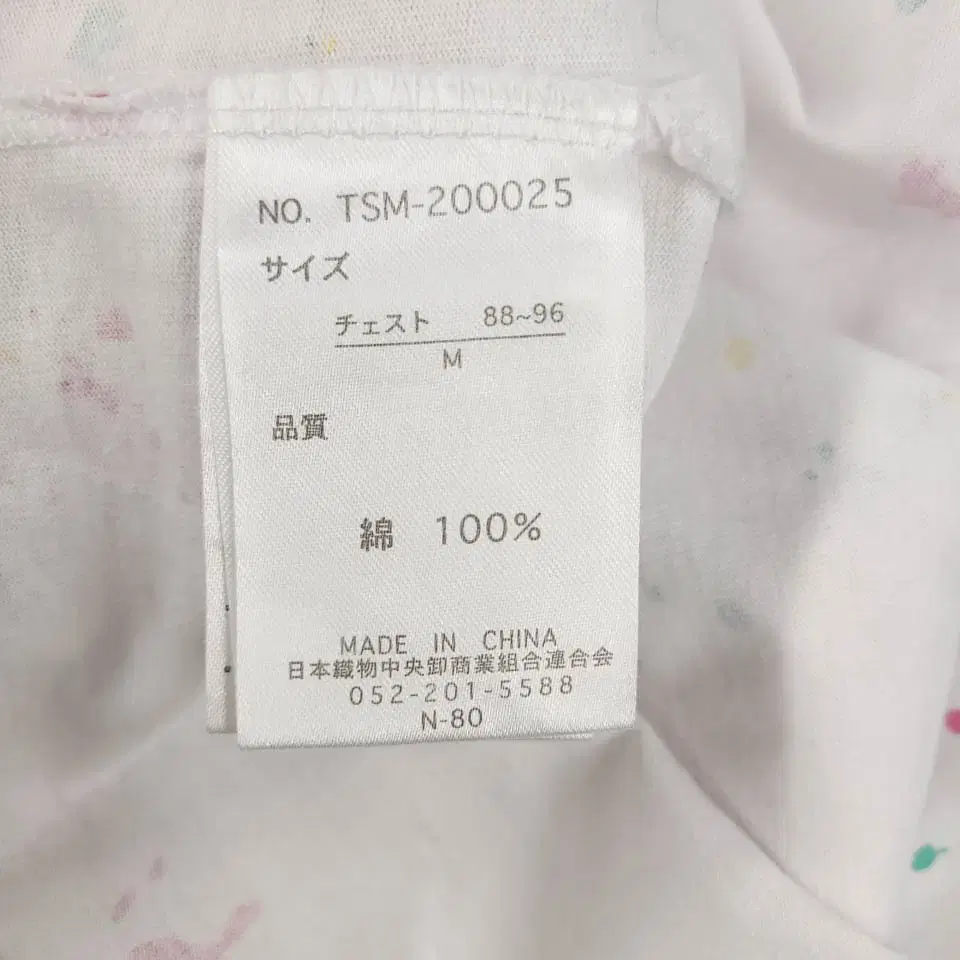 NO. TSM-200025
サイズ
チェスト 88~96
M
品質
綿 100%
MADE IN CHINA
日本織物中央卸商業組合連合会
052-201-5588
N-80